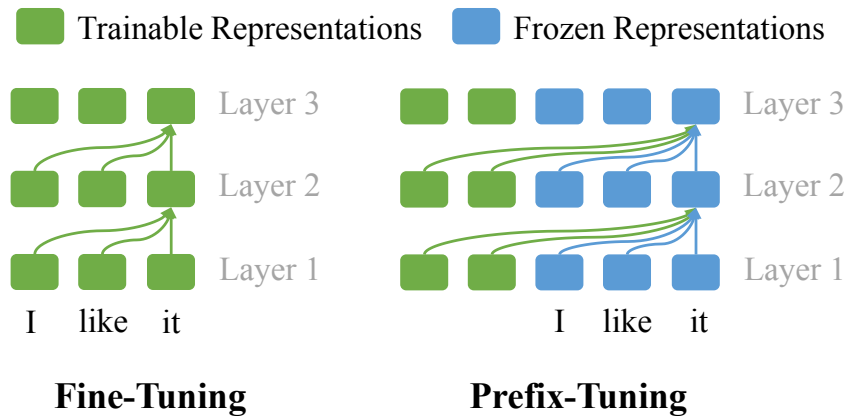 Trainable Representations Frozen Representations
Layer 3 Layer 3
Layer 2 Layer 2
Layer 1 Layer 1
I like it I like it
Fine-Tuning Prefix-Tuning